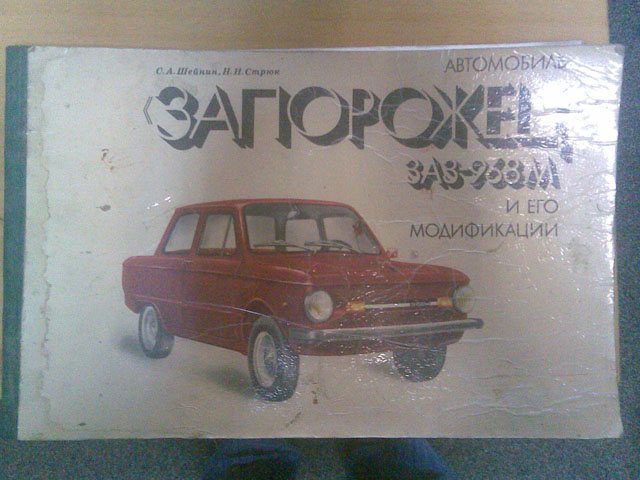 С. А. Шейнин, Н. Н. Стрюк
АВТОМОБИЛЬ
«ЗАПОРОЖЕЦ»
ЗАЗ-968М
И ЕГО
МОДИФИКАЦИИ